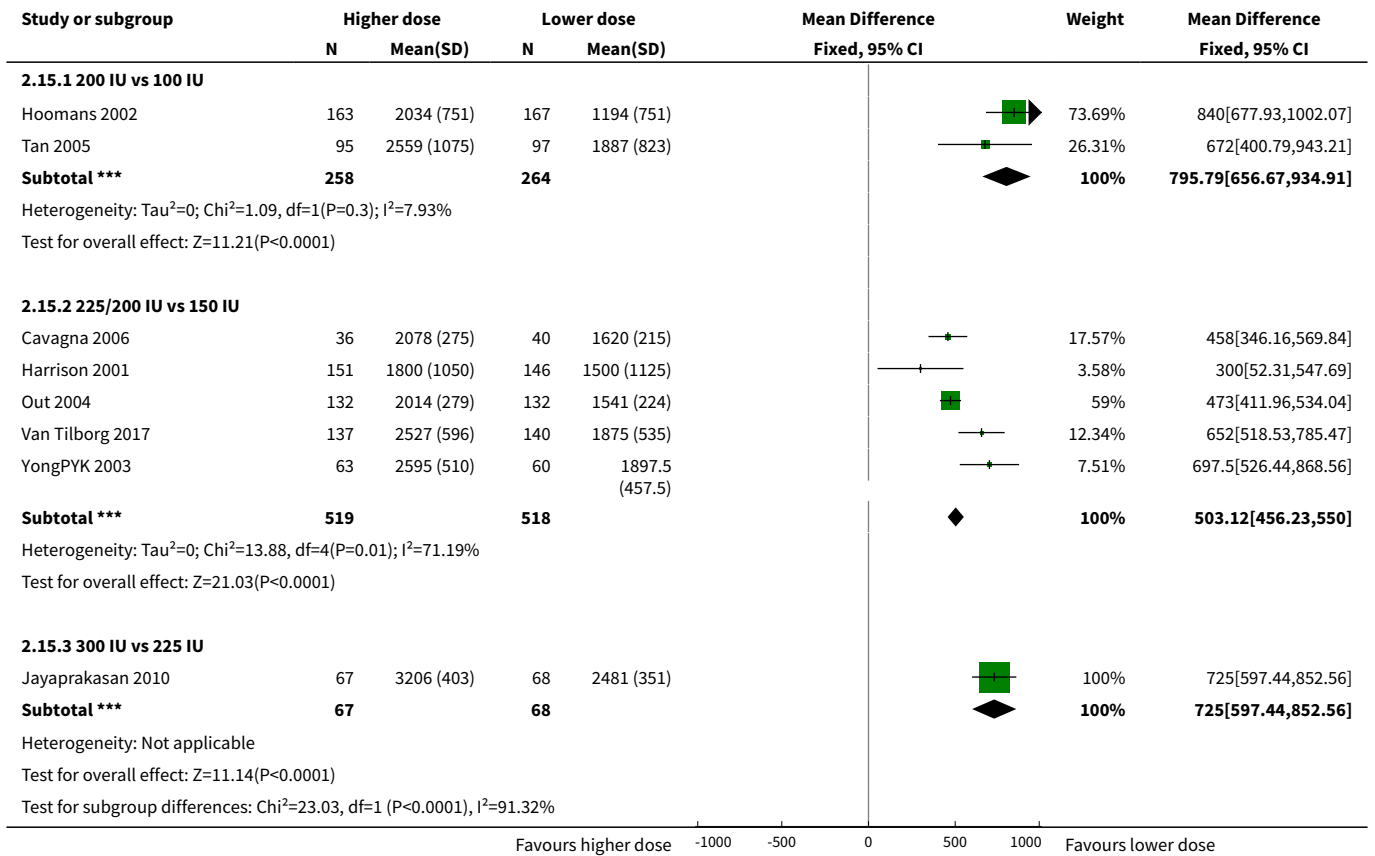 Study or subgroup Higher dose Lower dose Mean Difference Weight Mean Difference
N Mean(SD) N Mean(SD) Fixed, 95% CI Fixed, 95% CI
2.15.1 200 IU vs 100 IU
Hoomans 2002 163 2034 (751) 167 1194 (751) 73.69% 840[677.93,1002.07]
Tan 2005 95 2559 (1075) 97 1887 (823) 26.31% 672[400.79,943.21]
Subtotal *** 258 264 100% 795.79[656.67,934.91]
Heterogeneity: Tau²=0; Chi²=1.09, df=1(P=0.3); I²=7.93%
Test for overall effect: Z=11.21(P<0.0001)
2.15.2 225/200 IU vs 150 IU
Cavagna 2006 36 2078 (275) 40 1620 (215) 17.57% 458[346.16,569.84]
Harrison 2001 151 1800 (1050) 146 1500 (1125) 3.58% 300[52.31,547.69]
Out 2004 132 2014 (279) 132 1541 (224) 59% 473[411.96,534.04]
Van Tilborg 2017 137 2527 (596) 140 1875 (535) 12.34% 652[518.53,785.47]
YongPYK 2003 63 2595 (510) 60 1897.5 7.51% 697.5[526.44,868.56]
(457.5)
Subtotal *** 519 518 100% 503.12[456.23,550]
Heterogeneity: Tau²=0; Chi²=13.88, df=4(P=0.01); I²=71.19%
Test for overall effect: Z=21.03(P<0.0001)
2.15.3 300 IU vs 225 IU
Jayaprakasan 2010 67 3206 (403) 68 2481 (351) 100% 725[597.44,852.56]
Subtotal *** 67 68 100% 725[597.44,852.56]
Heterogeneity: Not applicable
Test for overall effect: Z=11.14(P<0.0001)
Test for subgroup differences: Chi²=23.03, df=1 (P<0.0001), I²=91.32%
Favours higher dose -1000 -500 0 500 1000 Favours lower dose